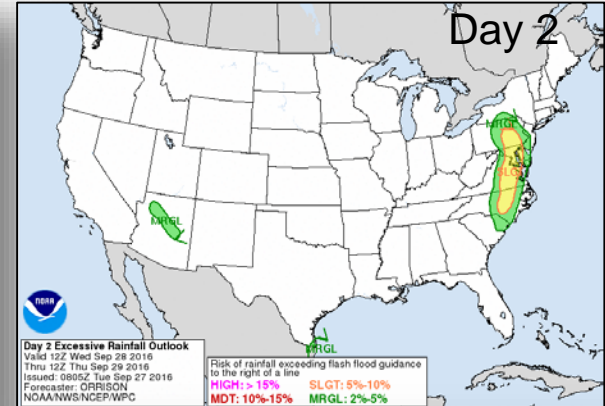 Day 2
MRGL
SLGT
MRGL
MRGL
NOAA
Day 2 Excessive Rainfall Outlook
Valid 12Z Wed Sep 28 2016
Thru 12Z Thu Sep 29 2016
Issued: 0805Z Tue Sep 27 2016
Forecaster: ORRISON
NOAA/NWS/NCEP/WPC
Risk of rainfall exceeding flash flood guidance
to the right of a line
HIGH: > 15% SLGT: 5%-10%
MDT: 10%-15% MRGL: 2%-5%